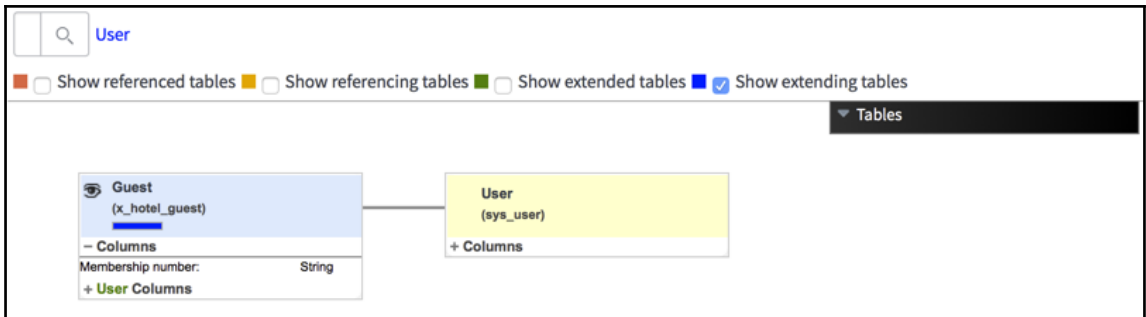 User
Show referenced tables Show referencing tables Show extended tables Show extending tables
Tables
Guest
(x_hotel_guest)
− Columns
Membership number: String
+ User Columns
User
(sys_user)
+ Columns